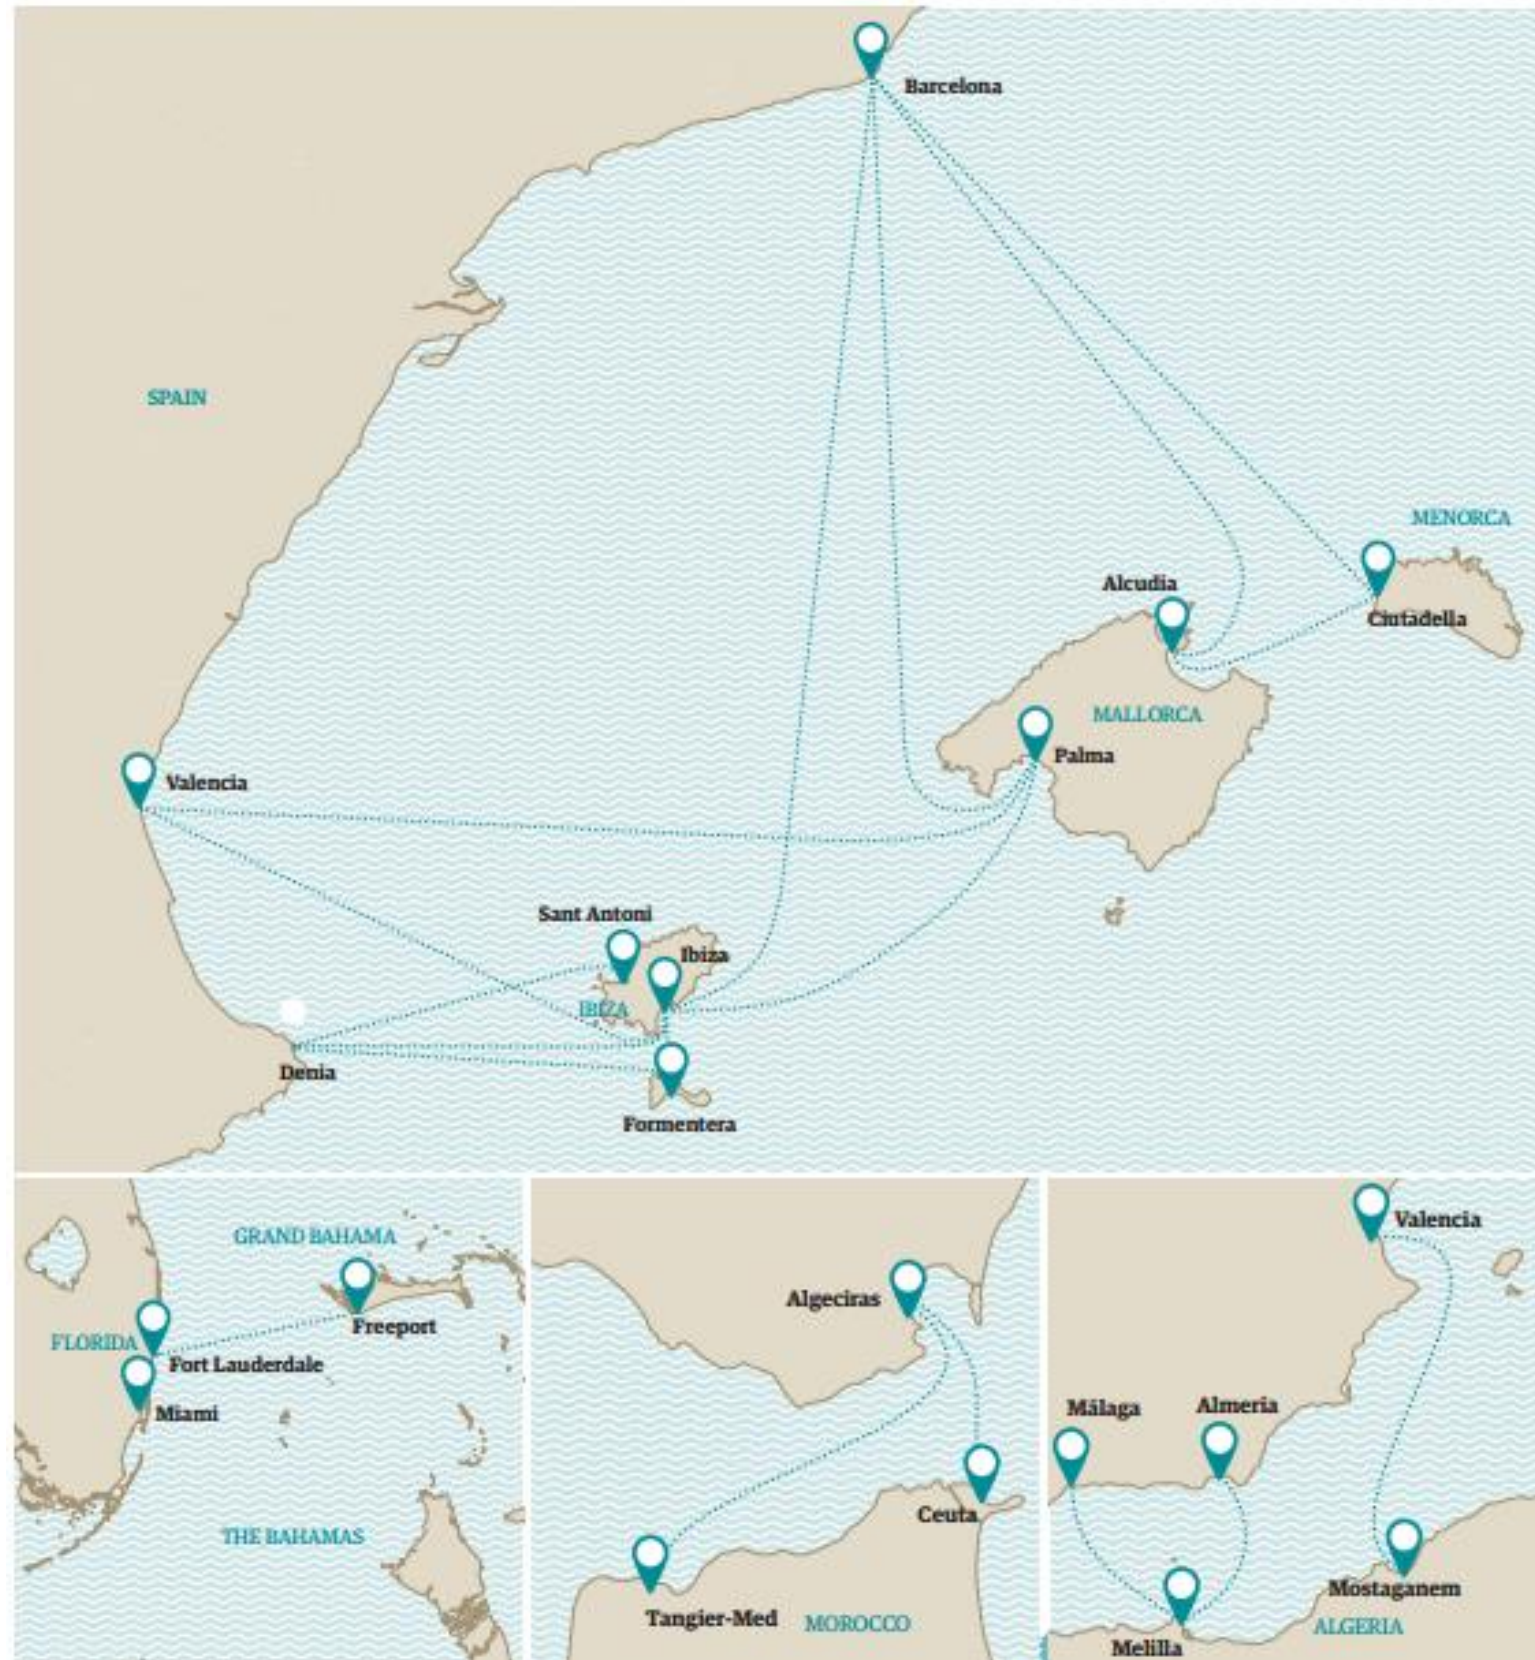 Barcelona
SPAIN
MENORCA
Alcudia
Ciutadella
MALLORCA
Palma
Valencia
Sant Antoni
Ibiza
IBIZA
Denia
Formentera
GRAND BAHAMA
Freeport
FLORIDA
Fort Lauderdale
Miami
THE BAHAMAS
Algeciras
Ceuta
Tangier-Med
MOROCCO
Valencia
Málaga
Almeria
Mostaganem
ALGERIA
Melilla